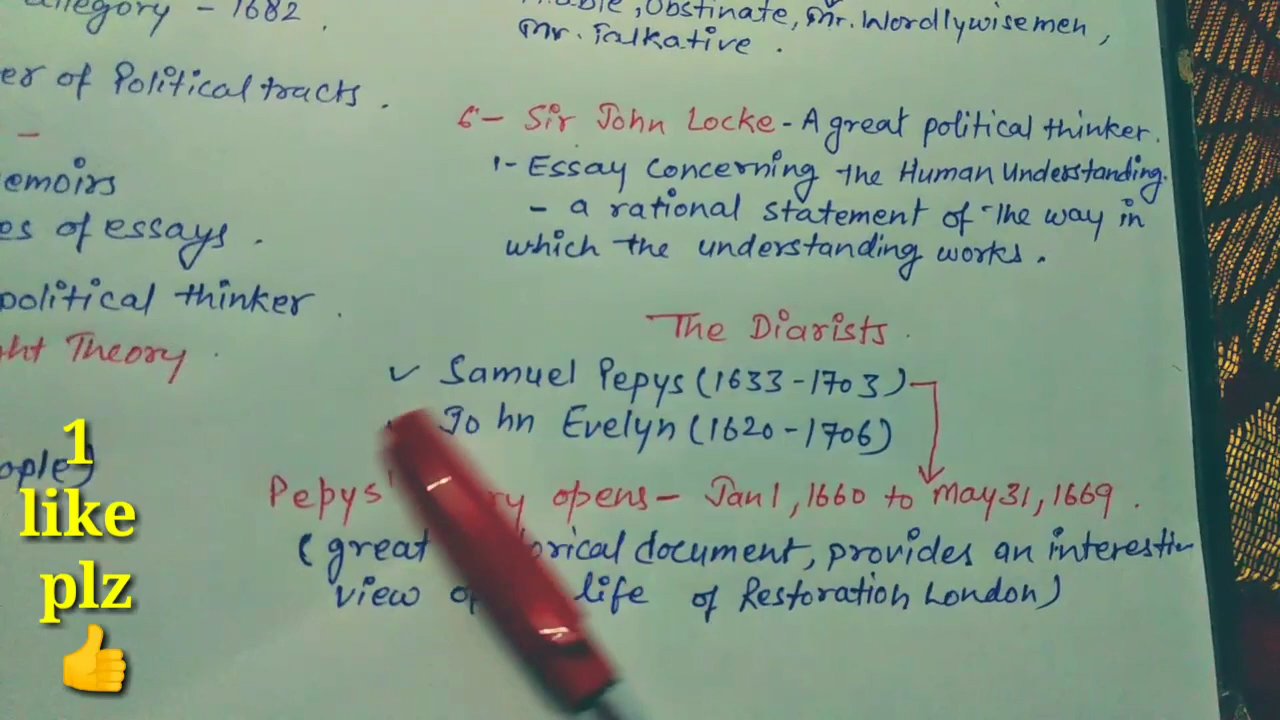 allegory - 1682 .
er of Political tracts .
emoirs
es of essays .
political thinker .
ght Theory .
ople)
, Obstinate, Mr. Wordlywisemen ,
Mr. Talkative .
6- Sir John Locke - A great political thinker.
1- Essay Concerning the Human Understanding.
- a rational statement of the way in
which the understanding works .
The Diarists .
✓ Samuel Pepys (1633-1703)
John Evelyn (1620-1706)
Pepys' opens - Jan 1, 1660 to May 31, 1669 .
(great orical document, provides an interestin
view of life of Restoration London)
1
like
plz